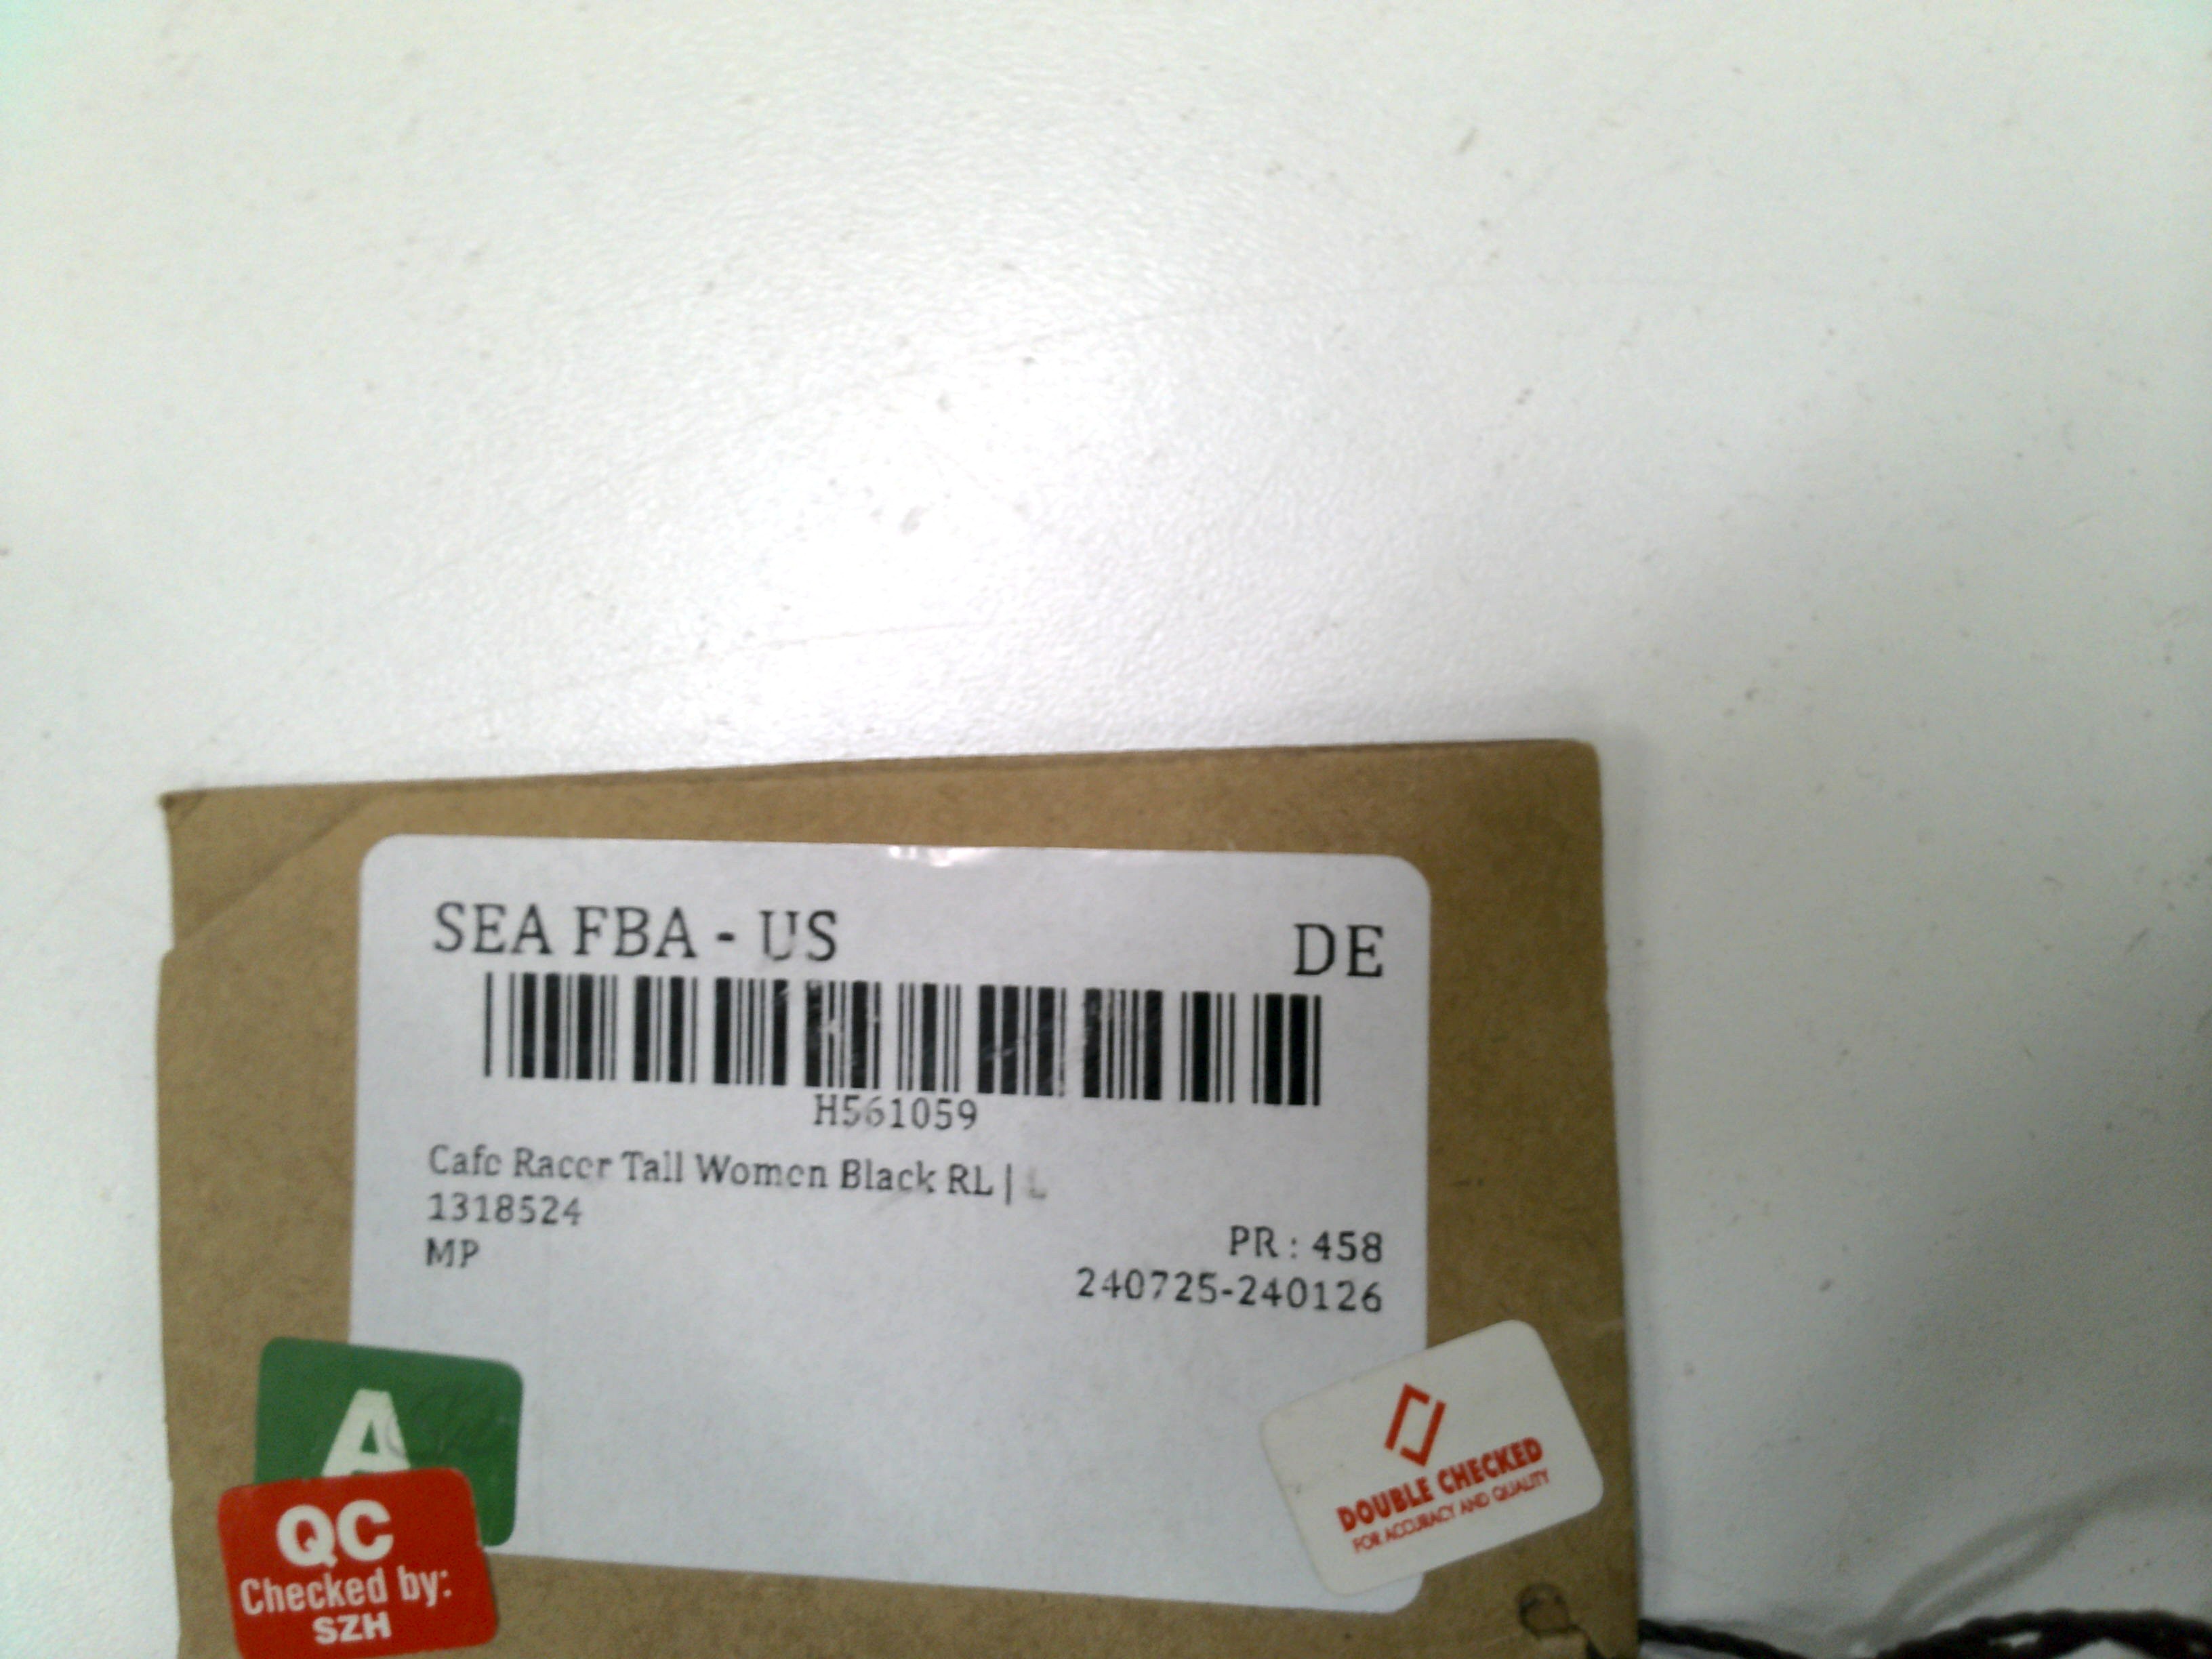 SEA FBA - US DE
H561059
Cafe Racer Tall Women Black RL | L
1318524
PR : 458
MP
240725-240126
A
QC
Checked by:
SZH
DOUBLE CHECKED
FOR ACCURACY AND QUALITY